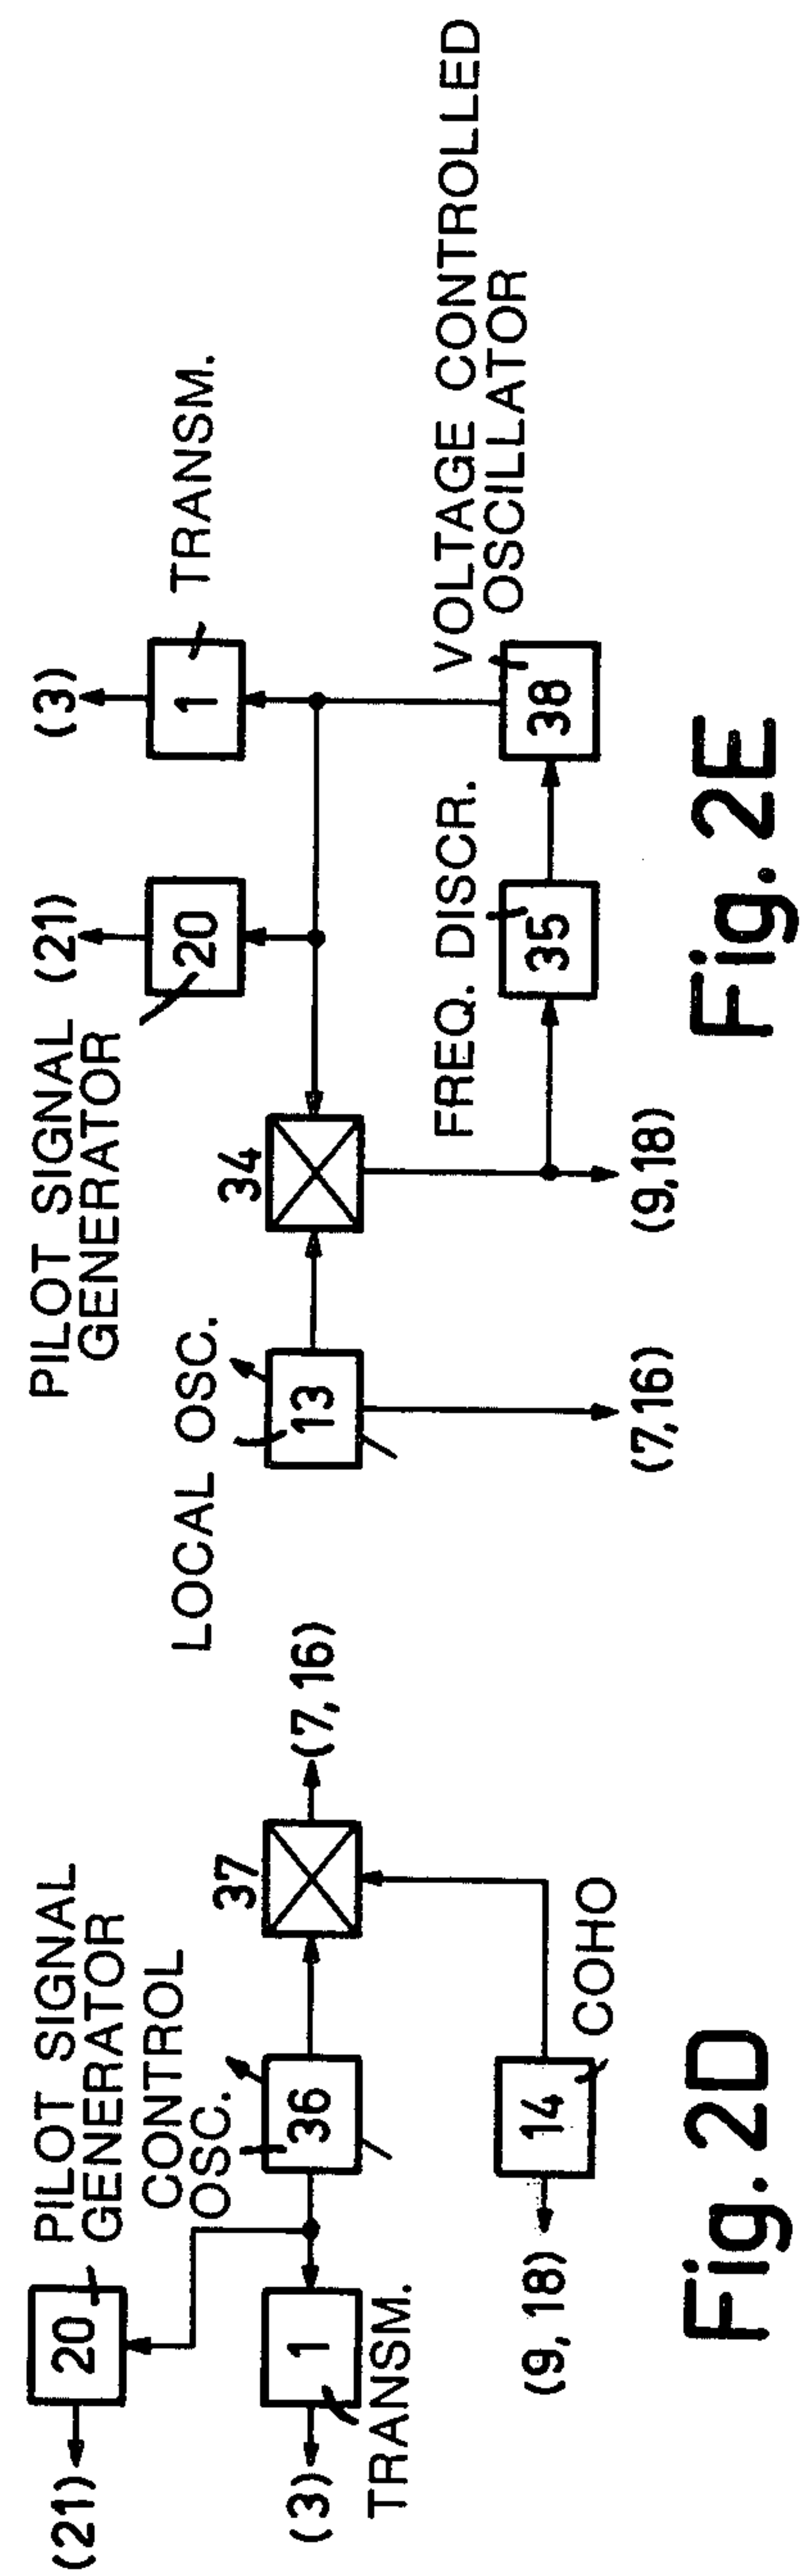 PILOT SIGNAL
GENERATOR
CONTROL
OSC.
20
(21)
36
37
(7, 16)
1
(3)
TRANSM.
14
COHO
(9, 18)
Fig. 2D
PILOT SIGNAL
GENERATOR
(21)
(3)
20
1
TRANSM.
LOCAL OSC.
34
13
FREQ. DISCR.
VOLTAGE CONTROLLED
OSCILLATOR
35
38
(7,16)
(9,18)
Fig. 2E